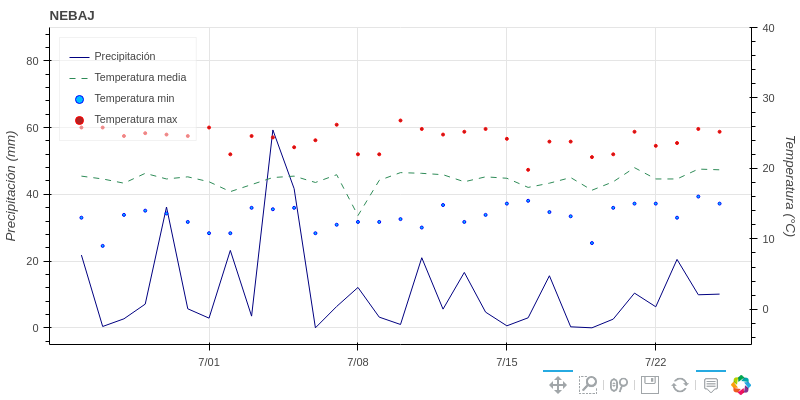 NEBAJ
Precipitación
Temperatura media
Temperatura min
Temperatura max
Precipitación (mm)
80
60
40
20
0
40
30
20
10
0
Temperatura (°C)
7/01
7/08
7/15
7/22